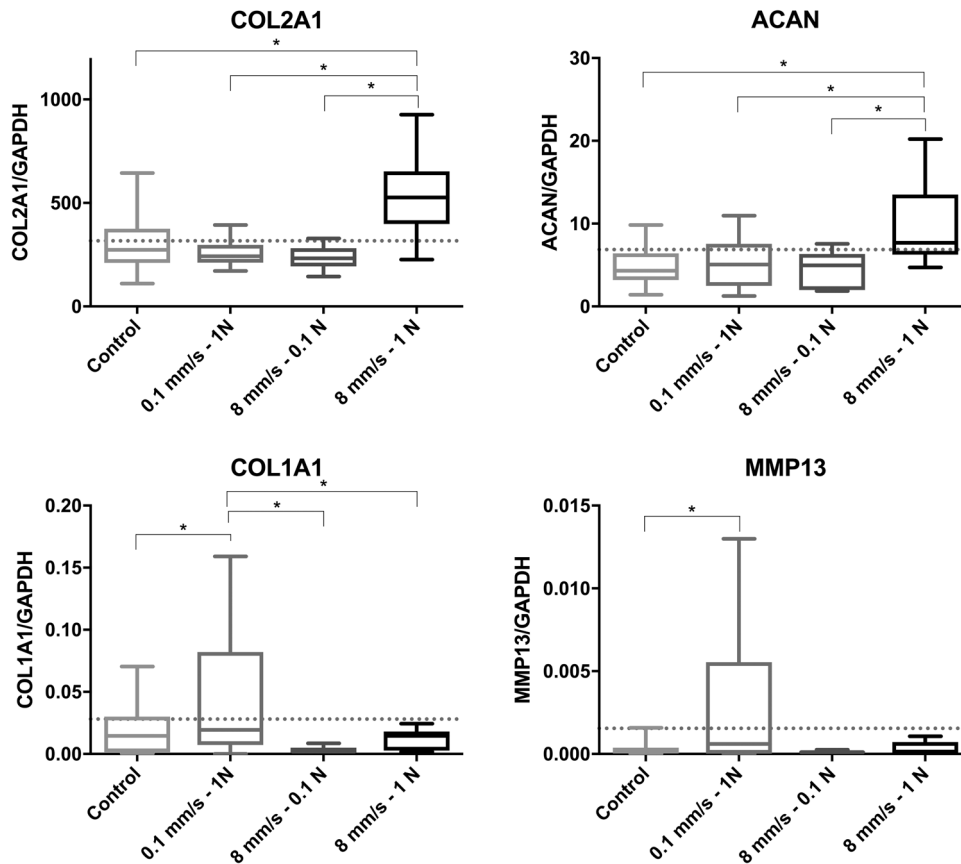 COL2A1
COL2A1/GAPDH
1000
500
0
*
*
*
Control
0.1 mm/s - 1N
8 mm/s - 0.1 N
8 mm/s - 1 N
ACAN
ACAN/GAPDH
30
20
10
0
*
*
*
Control
0.1 mm/s - 1N
8 mm/s - 0.1 N
8 mm/s - 1 N
COL1A1
COL1A1/GAPDH
0.20
0.15
0.10
0.05
0.00
*
*
*
Control
0.1 mm/s - 1N
8 mm/s - 0.1 N
8 mm/s - 1 N
MMP13
MMP13/GAPDH
0.015
0.010
0.005
0.000
*
Control
0.1 mm/s - 1N
8 mm/s - 0.1 N
8 mm/s - 1 N